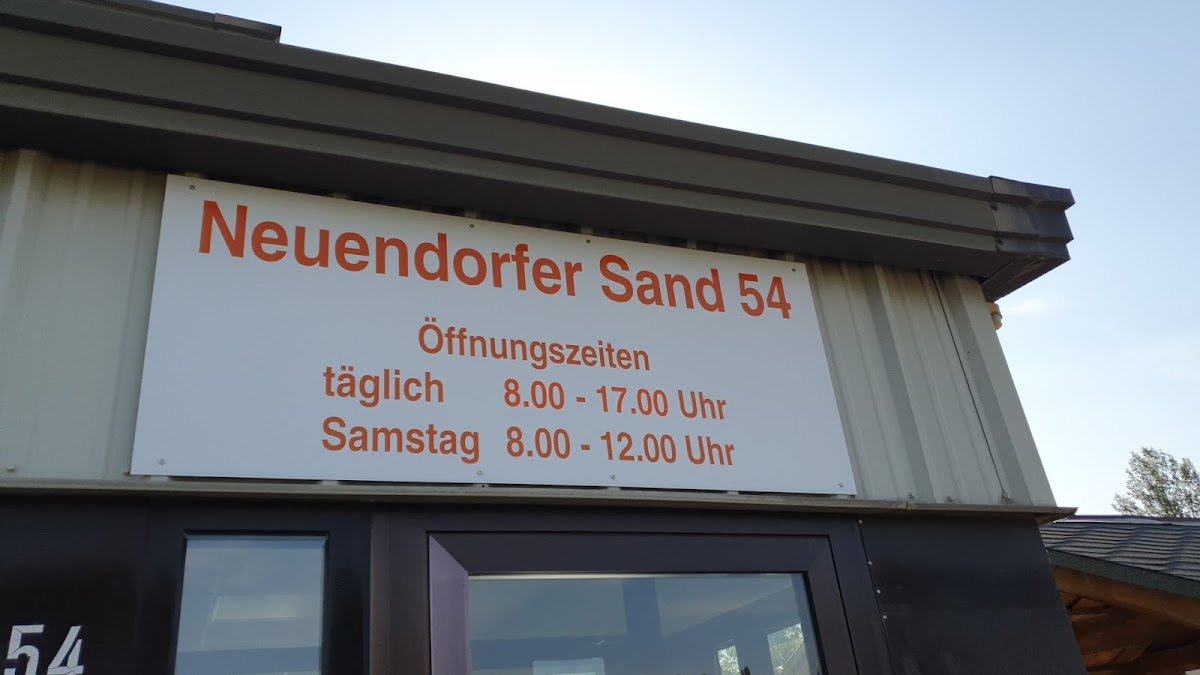 Neuendorfer Sand 54
Öffnungszeiten
täglich 8.00 - 17.00 Uhr
Samstag 8.00 - 12.00 Uhr
54